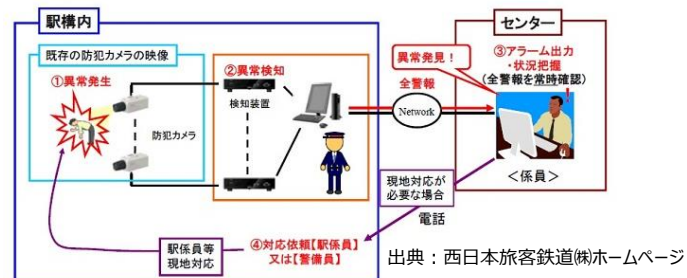 駅構内
既存の防犯カメラの映像
①異常発生
防犯カメラ
②異常検知
検知装置
全警報
Network
センター
異常発見！
③アラーム出力
・状況把握
(全警報を常時確認)
＜係員＞
現地対応が
必要な場合
電話
④対応依頼【駅係員】
又は【警備員】
駅係員等
現地対応
出典：西日本旅客鉄道㈱ホームページ